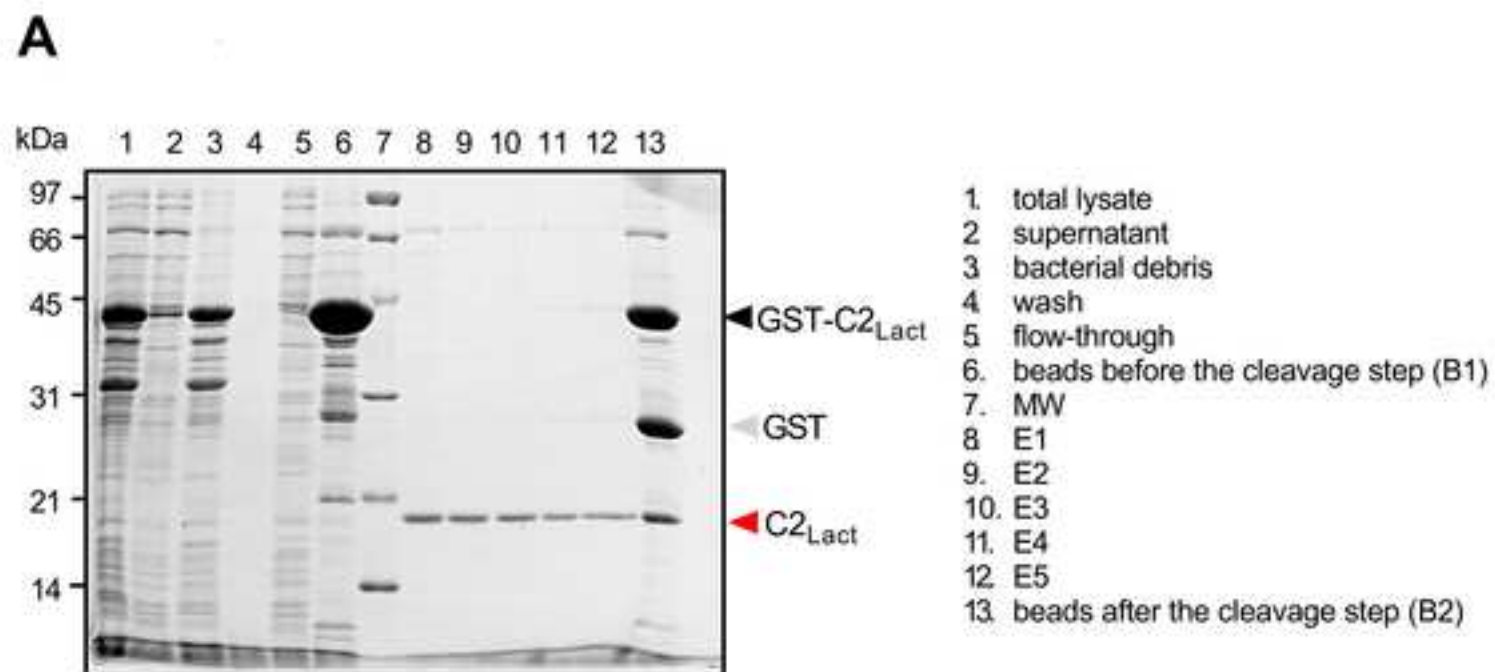 A
kDa 1 2 3 4 5 6 7 8 9 10 11 12 13
97
66
45
31
21
14
GST-C2Lact
GST
C2Lact
1. total lysate
2 supernatant
3. bacterial debris
4. wash
5. flow-through
6. beads before the cleavage step (B1)
7. MW
8. E1
9. E2
10. E3
11. E4
12. E5
13. beads after the cleavage step (B2)